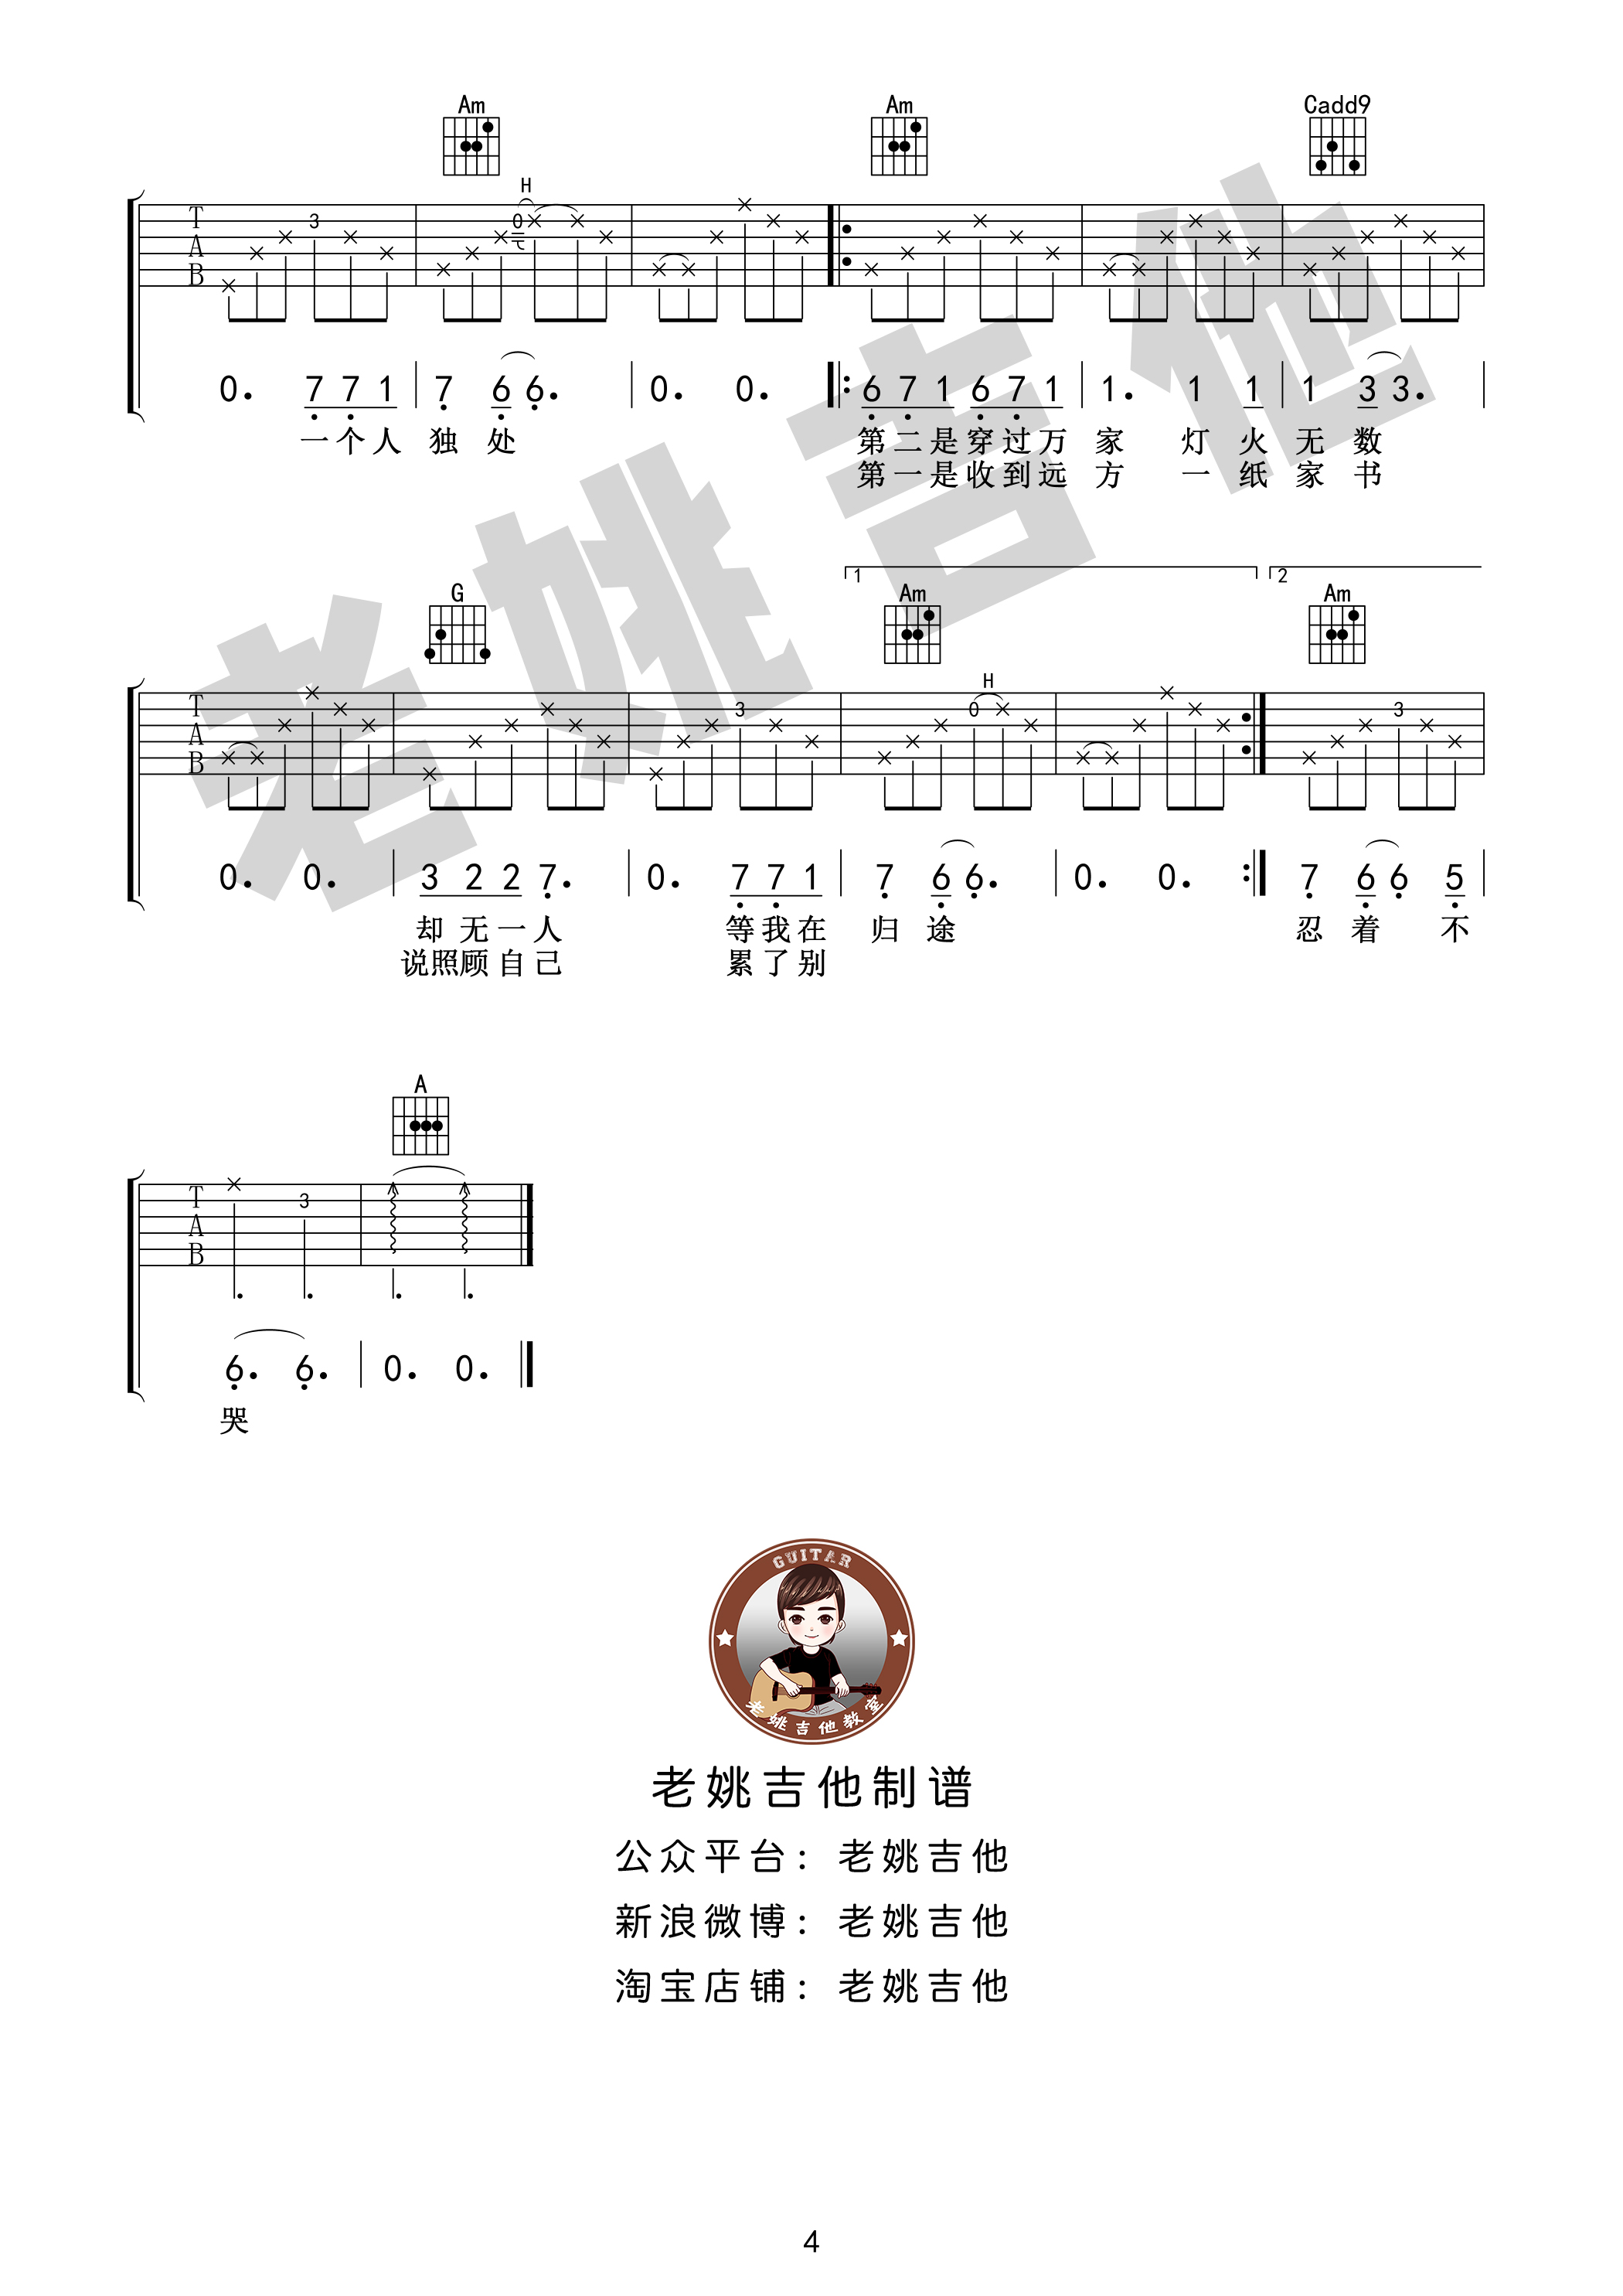 Am Am Cadd9
H
T A B 3 0
0. 7 7 1 7 6 6. 0. 0. 6 7 1 6 7 1 1. 1 1 1 3 3.
一个人 独 处 第二是穿过万 家 灯 火 无 数
第一是收到远 方 一 纸 家 书
老姚吉他
1 2
G Am Am
H
T A B 3 0 3
0. 0. 3 2 2 7. 0. 7 7 1 7 6 6. 0. 0. 7 6 6 5
却 无 一 人 等我在 归 途 忍 着 不
说照顾自己 累了别
A
T A B 3
6. 6. 0. 0.
哭
GUITAR
老姚吉他教室
老姚吉他制谱
公众平台：老姚吉他
新浪微博：老姚吉他
淘宝店铺：老姚吉他
4